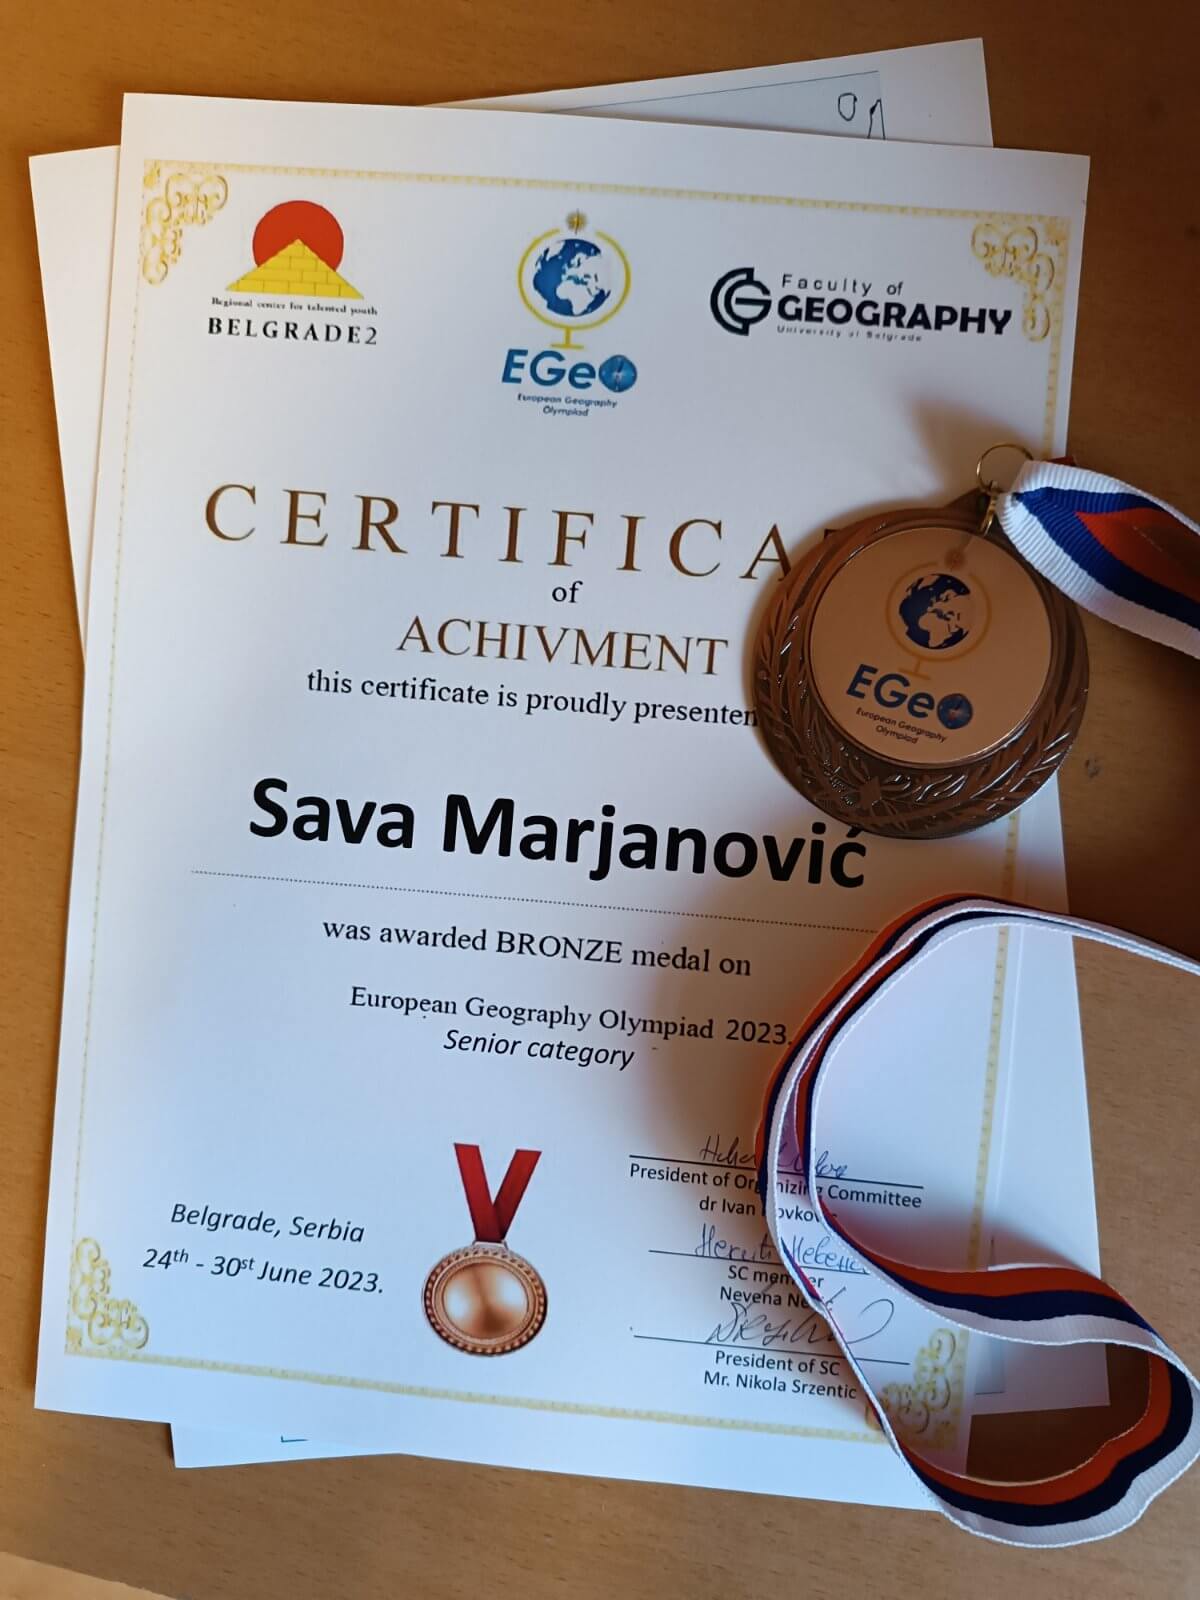 Regional center for talented youth
BELGRADE2
EGeO
European Geography
Olympiad
Faculty of
GEOGRAPHY
University of Belgrade
CERTIFICA
of
ACHIVMENT
this certificate is proudly presenten
EGeO
European Geography
Olympiad
Sava Marjanović
was awarded BRONZE medal on
European Geography Olympiad 2023.
Senior category
Belgrade, Serbia
24th - 30st June 2023.
President of Organizing Committee
dr Ivan
SC member
Nevena
President of SC
Mr. Nikola Srzentic